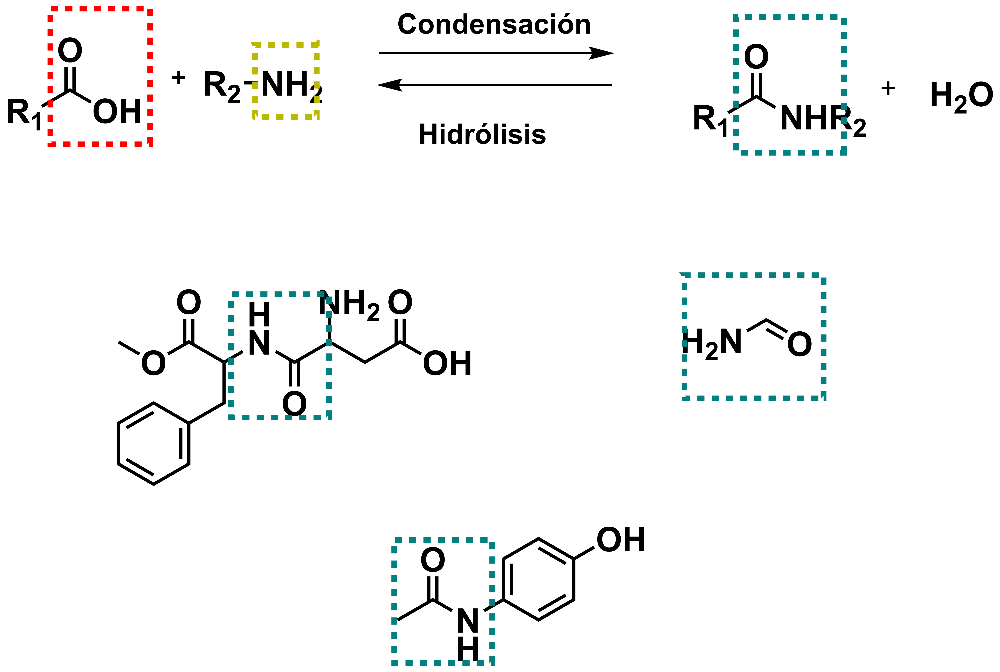 Condensación
O
R1
OH
+
R2
NH2
Hidrólisis
O
R1
NHR2
+
H2O
O
O
H
N
O
NH2
O
OH
H2N
O
O
N
H
OH